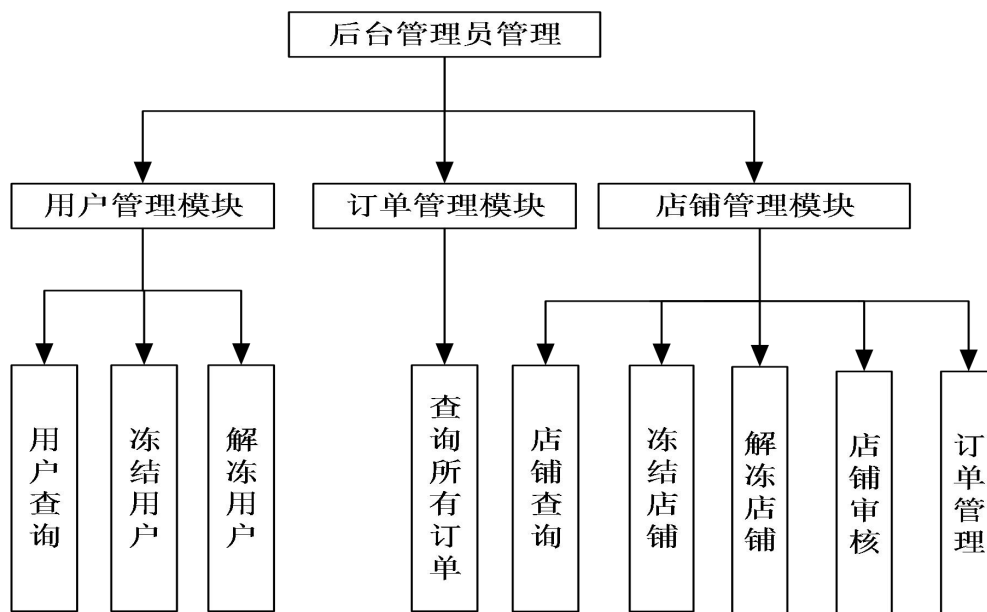 后台管理员管理
用户管理模块
订单管理模块
店铺管理模块
用户查询
冻结用户
解冻用户
查询所有订单
店铺查询
冻结店铺
解冻店铺
店铺审核
订单管理